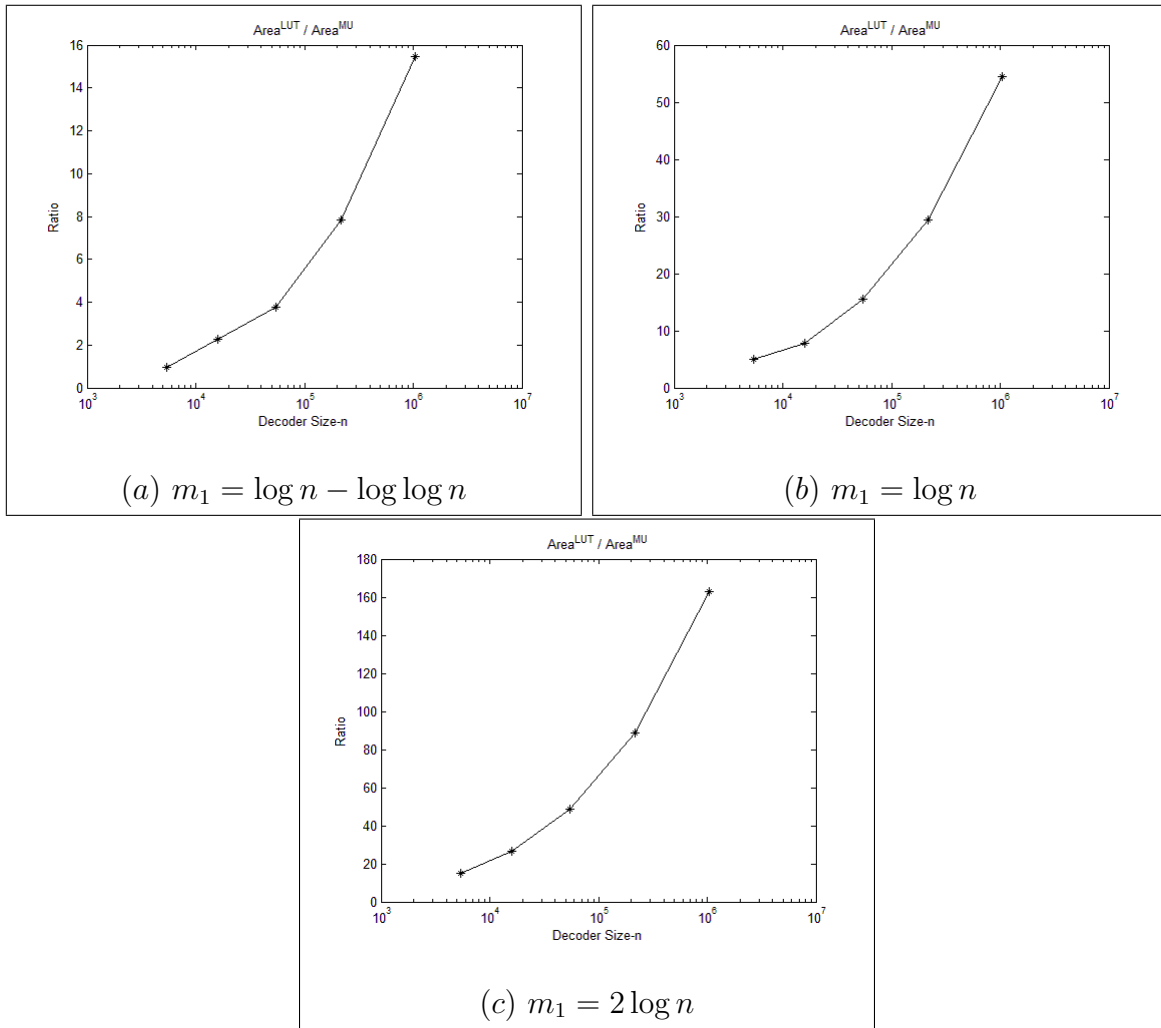 Area^LUT / Area^MU
16
14
12
10
8
6
4
2
0
Ratio
10^3 10^4 10^5 10^6 10^7
Decoder Size-n
(a) m_1 = log n − log log n
Area^LUT / Area^MU
60
50
40
30
20
10
0
Ratio
10^3 10^4 10^5 10^6 10^7
Decoder Size-n
(b) m_1 = log n
Area^LUT / Area^MU
180
160
140
120
100
80
60
40
20
0
Ratio
10^3 10^4 10^5 10^6 10^7
Decoder Size-n
(c) m_1 = 2 log n